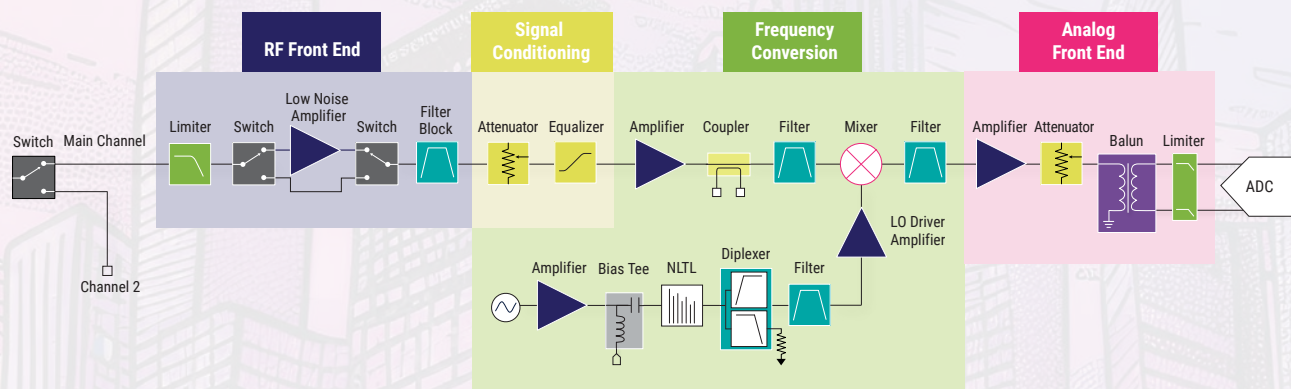 RF Front End
Signal
Conditioning
Frequency
Conversion
Analog
Front End
Switch
Main Channel
Limiter
Switch
Low Noise
Amplifier
Switch
Filter
Block
Attenuator
Equalizer
Amplifier
Coupler
Filter
Mixer
Filter
Amplifier
Attenuator
Balun
Limiter
ADC
Channel 2
Amplifier
Bias Tee
NLTL
Diplexer
Filter
LO Driver
Amplifier